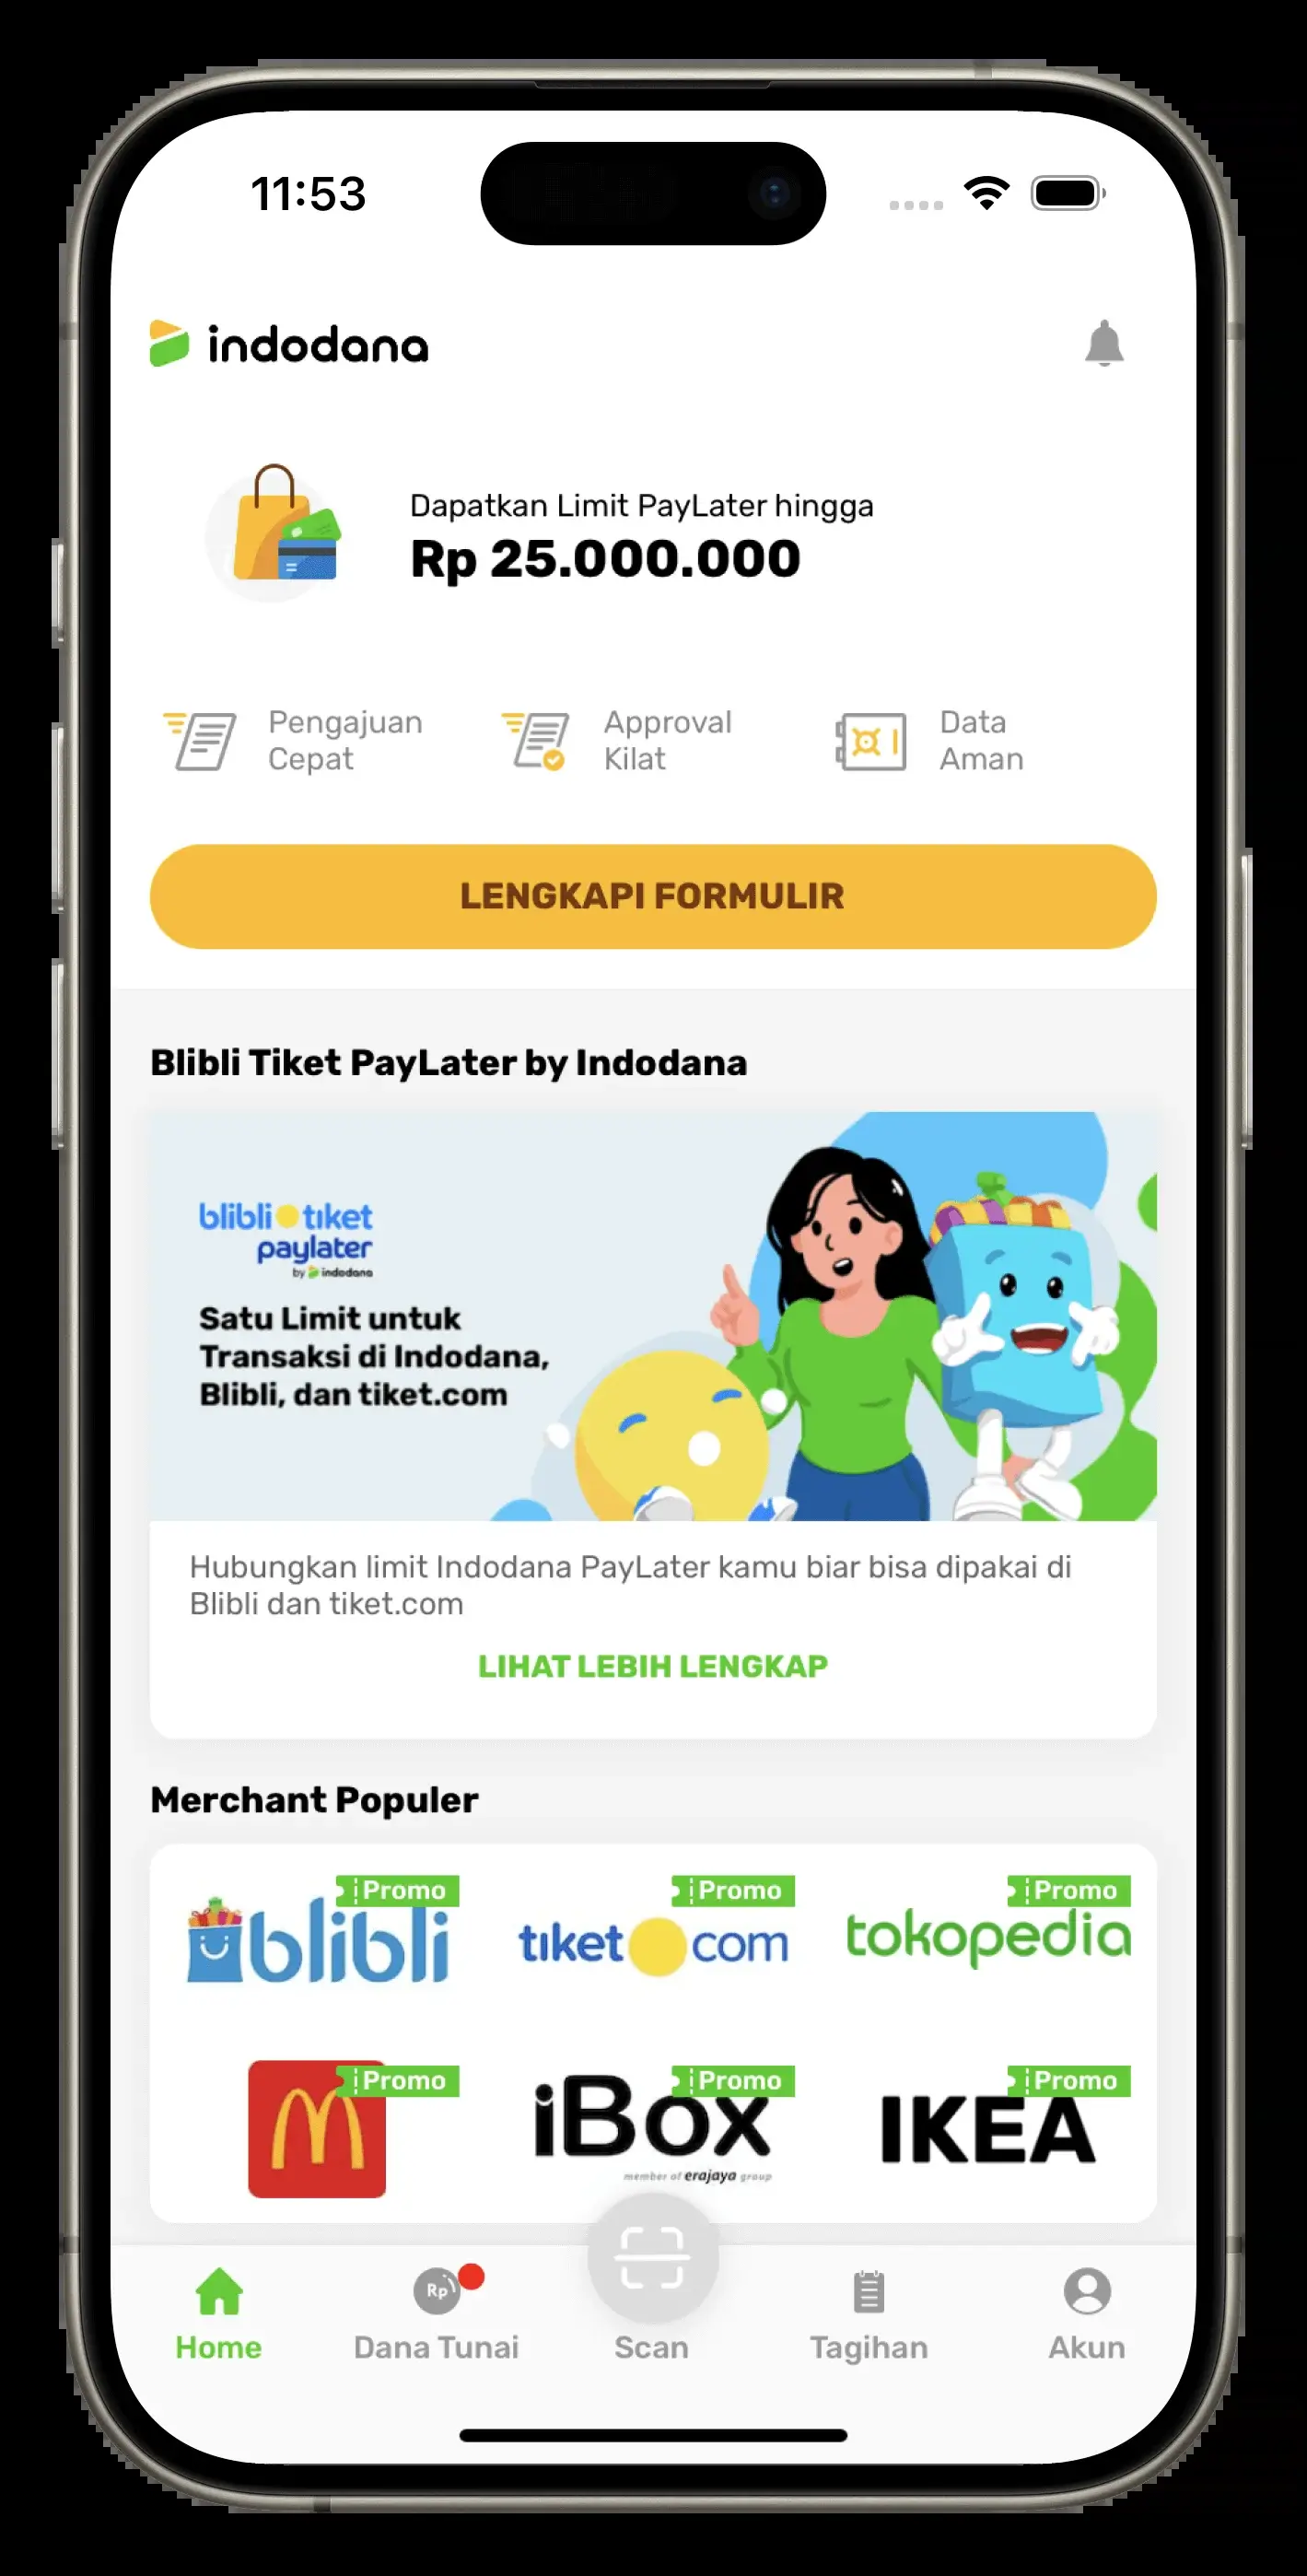 11:53
indodana
Dapatkan Limit PayLater hingga
Rp 25.000.000
Pengajuan
Cepat
Approval
Kilat
Data
Aman
LENGKAPI FORMULIR
Blibli Tiket PayLater by Indodana
blibli tiket
paylater
by indodana
Satu Limit untuk
Transaksi di Indodana,
Blibli, dan tiket.com
Hubungkan limit Indodana PayLater kamu biar bisa dipakai di
Blibli dan tiket.com
LIHAT LEBIH LENGKAP
Merchant Populer
Promo
blibli
Promo
tiket com
Promo
tokopedia
Promo
Promo
iBox
member of erajaya group
Promo
IKEA
Rp
Home
Dana Tunai
Scan
Tagihan
Akun